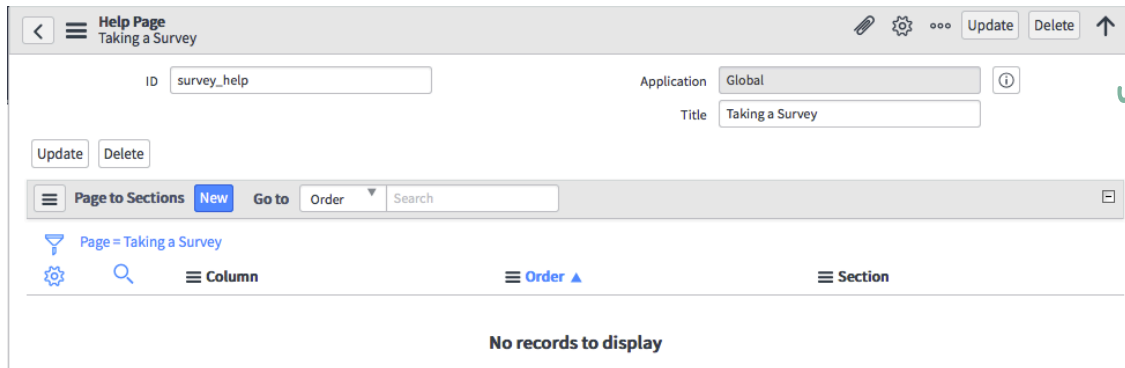 Help Page
Taking a Survey
Update Delete
ID survey_help Application Global
Title Taking a Survey
Update Delete
Page to Sections New Go to Order Search
Page = Taking a Survey
Column Order Section
No records to display